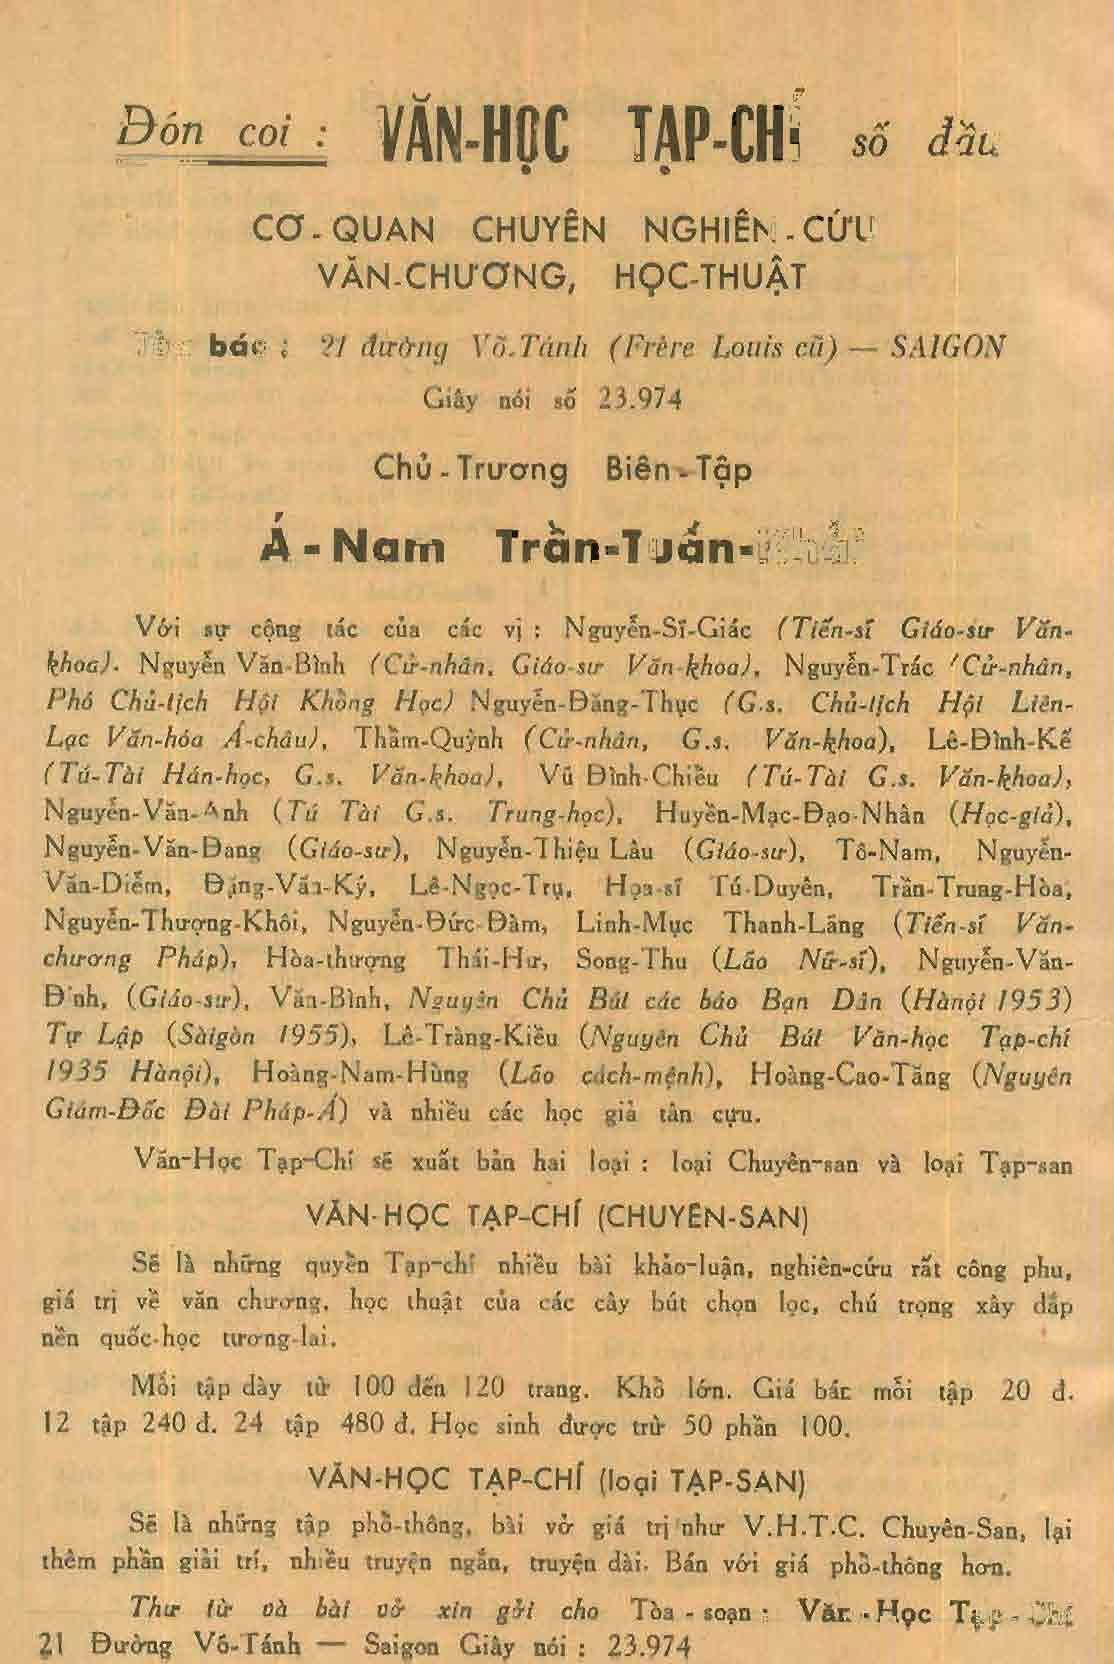 Đón coi : VĂN-HỌC TẠP-CHÍ số đầu
CƠ-QUAN CHUYÊN NGHIÊN-CỨU
VĂN-CHƯƠNG, HỌC-THUẬT
báo : 21 đường Võ-Tánh (Frère Louis cũ) — SAIGON
Giây nói số 23.974
Chủ-Trương Biên-Tập
Á-Nam Trần-Tuấn-Khải
Với sự cộng tác của các vị : Nguyễn-Sĩ-Giác (Tiến-sĩ Giáo-sư Văn-
khoa). Nguyễn Văn-Bình (Cử-nhân, Giáo-sư Văn-khoa), Nguyễn-Trác (Cử-nhân,
Phó Chủ-tịch Hội Khổng Học) Nguyễn-Đăng-Thục (G.s. Chủ-tịch Hội Liên-
Lạc Văn-hóa Á-châu), Thẩm-Quỳnh (Cử-nhân, G.s. Văn-khoa), Lê-Đình-Kế
(Tú-Tài Hán-học, G.s. Văn-khoa), Vũ Đình-Chiểu (Tú-Tài G.s. Văn-khoa),
Nguyễn-Văn-Anh (Tú Tài G.s. Trung-học), Huyền-Mạc-Đạo-Nhân (Học-giả),
Nguyễn-Văn-Đang (Giáo-sư), Nguyễn-Thiệu Lâu (Giáo-sư), Tô-Nam, Nguyễn-
Văn-Diễm, Đặng-Văn-Ký, Lê-Ngọc-Trụ, Họa-sĩ Tú-Duyên, Trần-Trung-Hòa,
Nguyễn-Thượng-Khôi, Nguyễn-Đức-Đàm, Linh-Mục Thanh-Lãng (Tiến-sĩ Văn-
chương Pháp), Hòa-thượng Thái-Hư, Song-Thu (Lão Nữ-sĩ), Nguyễn-Văn-
Đình, (Giáo-sư), Văn-Bình, Nguyên Chủ Bút các báo Bạn Dân (Hànội 1953)
Tự Lập (Sàigòn 1955), Lê-Tràng-Kiều (Nguyên Chủ Bút Văn-học Tạp-chí
1935 Hànội), Hoàng-Nam-Hùng (Lão cách-mệnh), Hoàng-Cao-Tăng (Nguyên
Giám-Đốc Đài Pháp-Á) và nhiều các học giả tân cựu.
Văn-Học Tạp-Chí sẽ xuất bản hai loại : loại Chuyên-san và loại Tạp-san
VĂN-HỌC TẠP-CHÍ (CHUYÊN-SAN)
Sẽ là những quyển Tạp-chí nhiều bài khảo-luận, nghiên-cứu rất công phu,
giá trị về văn chương, học thuật của các cây bút chọn lọc, chú trọng xây đắp
nền quốc-học tương-lai.
Mỗi tập dày từ 100 đến 120 trang. Khổ lớn. Giá bán mỗi tập 20 đ.
12 tập 240 đ. 24 tập 480 đ. Học sinh được trừ 50 phần 100.
VĂN-HỌC TẠP-CHÍ (loại TẠP-SAN)
Sẽ là những tập phổ-thông, bài vở giá trị như V.H.T.C. Chuyên-San, lại
thêm phần giải trí, nhiều truyện ngắn, truyện dài. Bán với giá phổ-thông hơn.
Thư từ và bài vở xin gởi cho Tòa-soạn : Văn-Học Tạp-Chí
21 Đường Võ-Tánh — Saigon Giây nói : 23.974